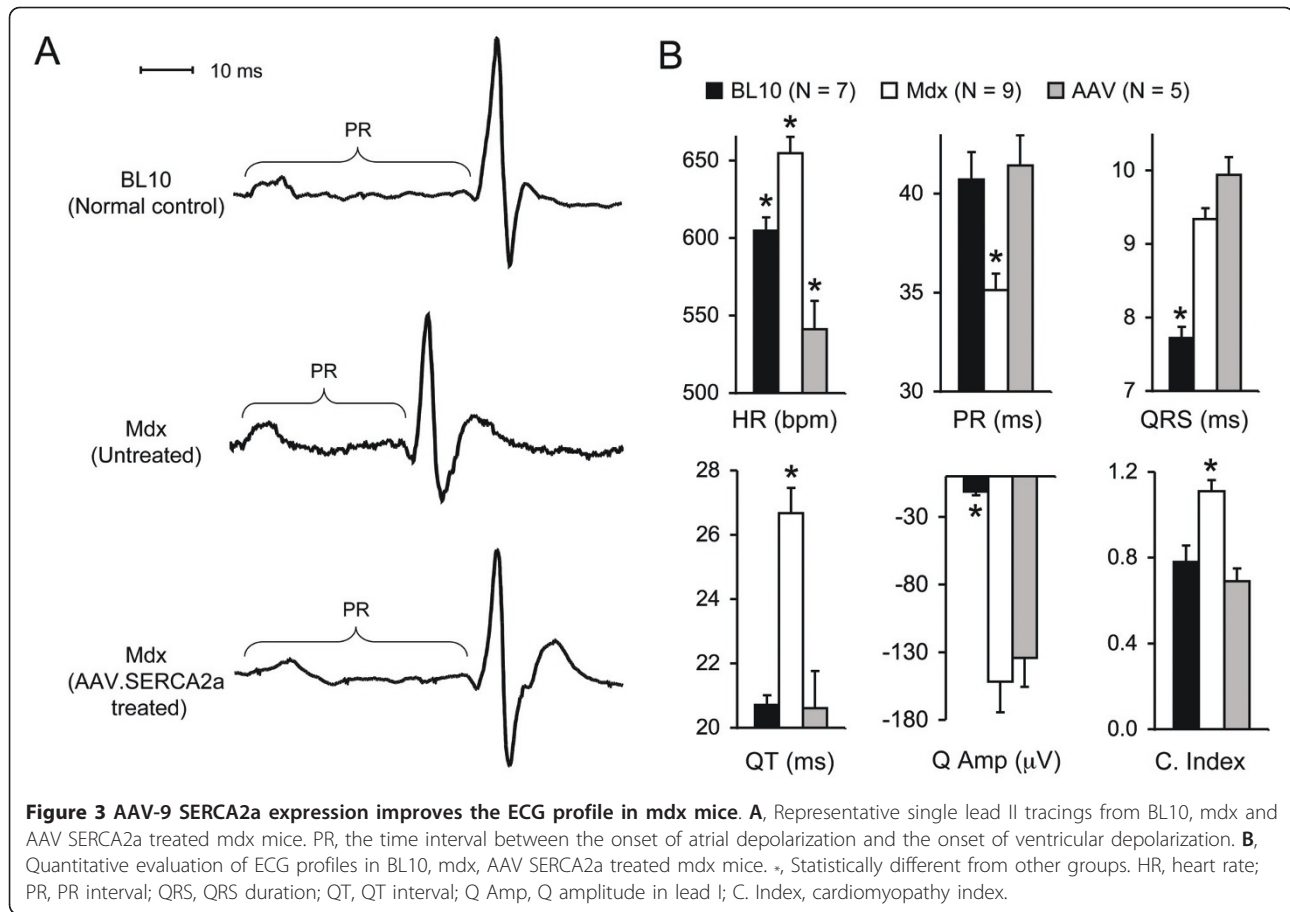 A
10 ms
PR
BL10
(Normal control)
PR
Mdx
(Untreated)
PR
Mdx
(AAV.SERCA2a
treated)
B
BL10 (N = 7) Mdx (N = 9) AAV (N = 5)
650
600
550
500
* * *
HR (bpm)
40
35
30
*
PR (ms)
10
9
8
7
*
QRS (ms)
28
26
24
22
20
*
QT (ms)
-30
-80
-130
-180
*
Q Amp (μV)
1.2
0.8
0.4
0.0
*
C. Index
Figure 3 AAV-9 SERCA2a expression improves the ECG profile in mdx mice. A, Representative single lead II tracings from BL10, mdx and
AAV SERCA2a treated mdx mice. PR, the time interval between the onset of atrial depolarization and the onset of ventricular depolarization. B,
Quantitative evaluation of ECG profiles in BL10, mdx, AAV SERCA2a treated mdx mice. *, Statistically different from other groups. HR, heart rate;
PR, PR interval; QRS, QRS duration; QT, QT interval; Q Amp, Q amplitude in lead I; C. Index, cardiomyopathy index.